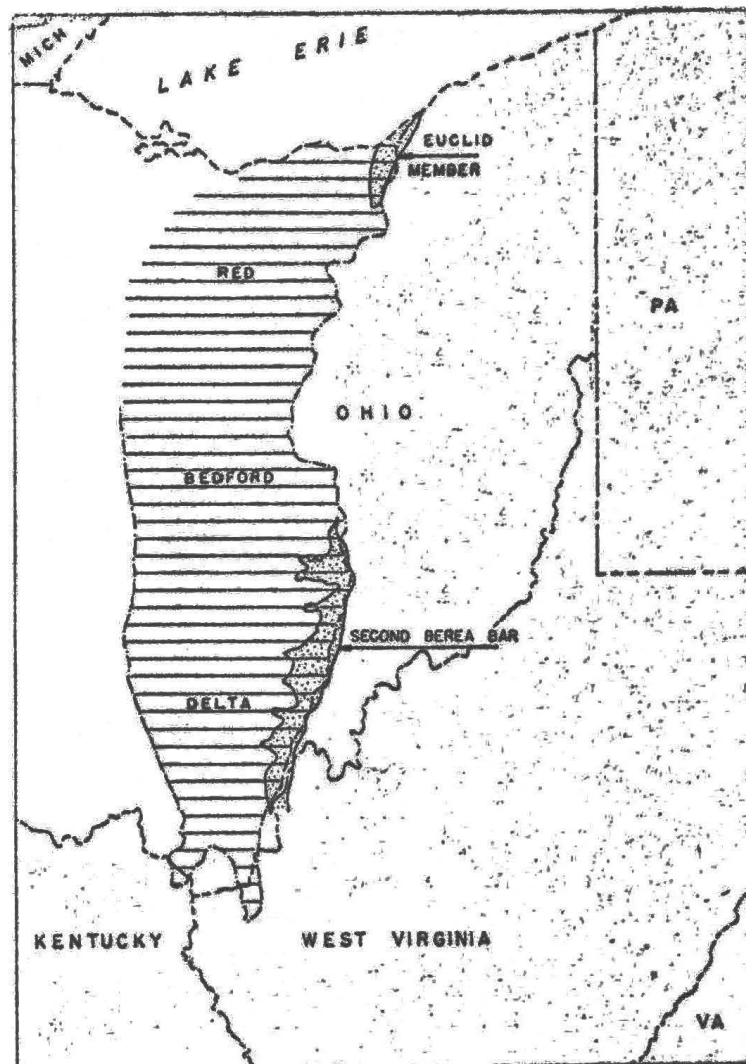 MICH
LAKE ERIE
EUCLID
MEMBER
RED
PA
OHIO
BEDFORD
SECOND BEREA BAR
DELTA
KENTUCKY
WEST VIRGINIA
VA